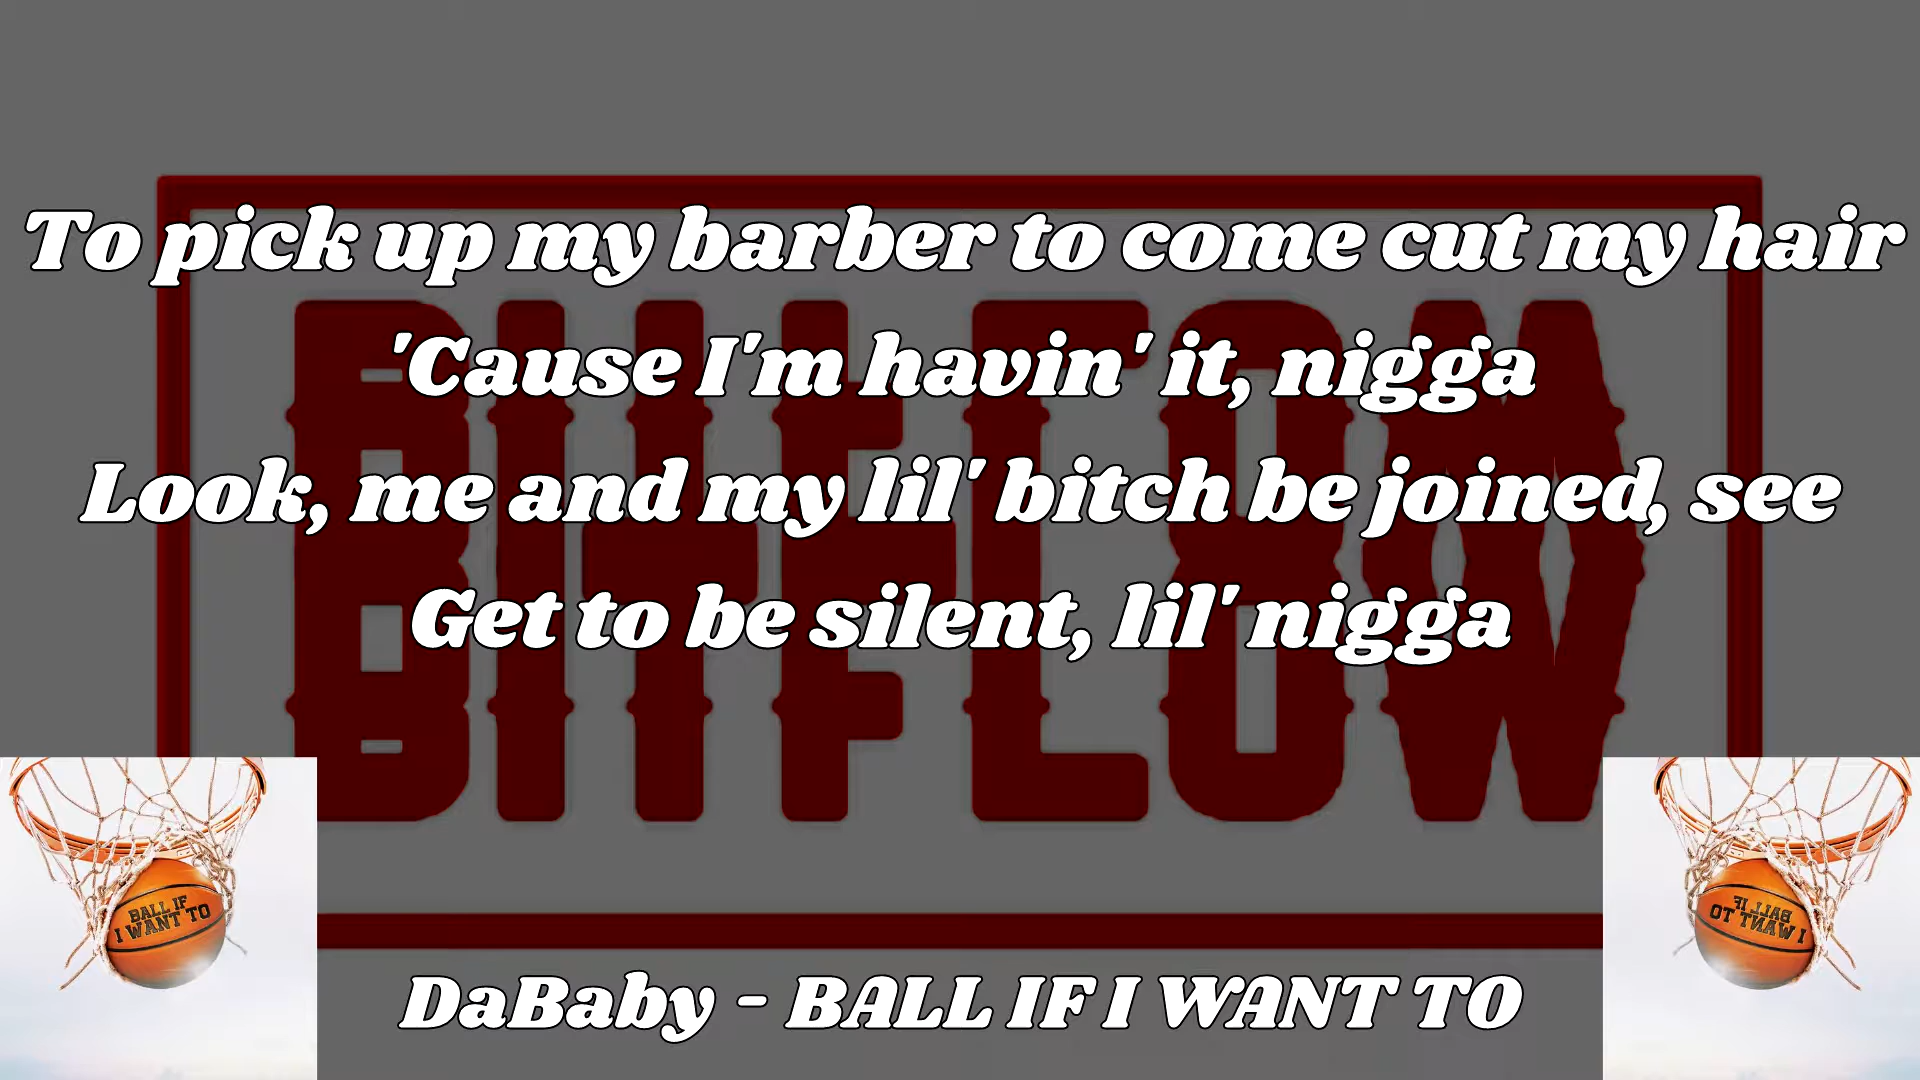 To pick up my barber to come cut my hair
'Cause I'm havin' it, nigga
Look, me and my lil' bitch be joined, see
Get to be silent, lil' nigga
BITFLOW
BALL IF
I WANT TO
BALL IF
I WANT TO
DaBaby - BALL IF I WANT TO